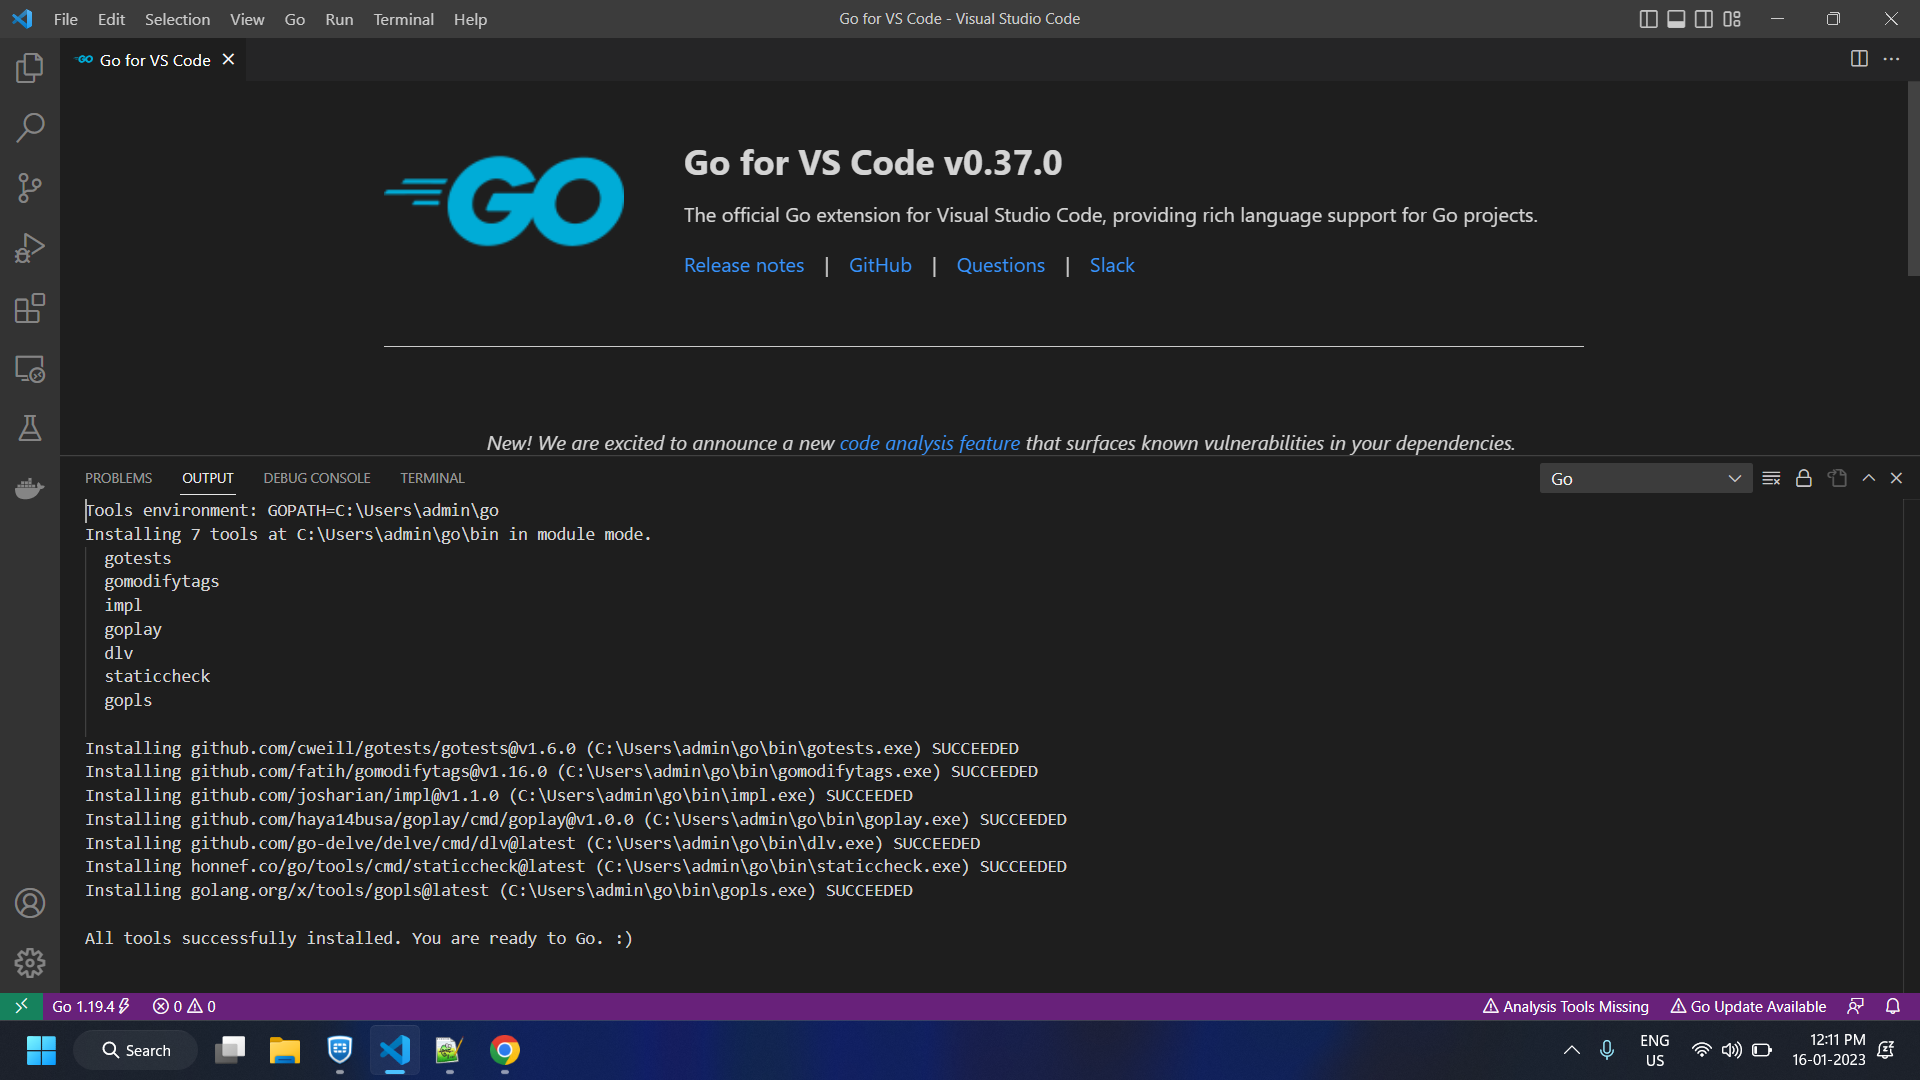 File Edit Selection View Go Run Terminal Help
Go for VS Code - Visual Studio Code
GO Go for VS Code
GO
Go for VS Code v0.37.0
The official Go extension for Visual Studio Code, providing rich language support for Go projects.
Release notes | GitHub | Questions | Slack
New! We are excited to announce a new code analysis feature that surfaces known vulnerabilities in your dependencies.
PROBLEMS OUTPUT DEBUG CONSOLE TERMINAL
Go
Tools environment: GOPATH=C:\Users\admin\go
Installing 7 tools at C:\Users\admin\go\bin in module mode.
gotests
gomodifytags
impl
goplay
dlv
staticcheck
gopls
Installing github.com/cweill/gotests/gotests@v1.6.0 (C:\Users\admin\go\bin\gotests.exe) SUCCEEDED
Installing github.com/fatih/gomodifytags@v1.16.0 (C:\Users\admin\go\bin\gomodifytags.exe) SUCCEEDED
Installing github.com/josharian/impl@v1.1.0 (C:\Users\admin\go\bin\impl.exe) SUCCEEDED
Installing github.com/haya14busa/goplay/cmd/goplay@v1.0.0 (C:\Users\admin\go\bin\goplay.exe) SUCCEEDED
Installing github.com/go-delve/delve/cmd/dlv@latest (C:\Users\admin\go\bin\dlv.exe) SUCCEEDED
Installing honnef.co/go/tools/cmd/staticcheck@latest (C:\Users\admin\go\bin\staticcheck.exe) SUCCEEDED
Installing golang.org/x/tools/gopls@latest (C:\Users\admin\go\bin\gopls.exe) SUCCEEDED
All tools successfully installed. You are ready to Go. :)
Go 1.19.4 0 0
Analysis Tools Missing Go Update Available
Search
ENG
US
12:11 PM
16-01-2023